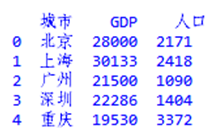 城市 GDP 人口
0 北京 28000 2171
1 上海 30133 2418
2 广州 21500 1090
3 深圳 22286 1404
4 重庆 19530 3372